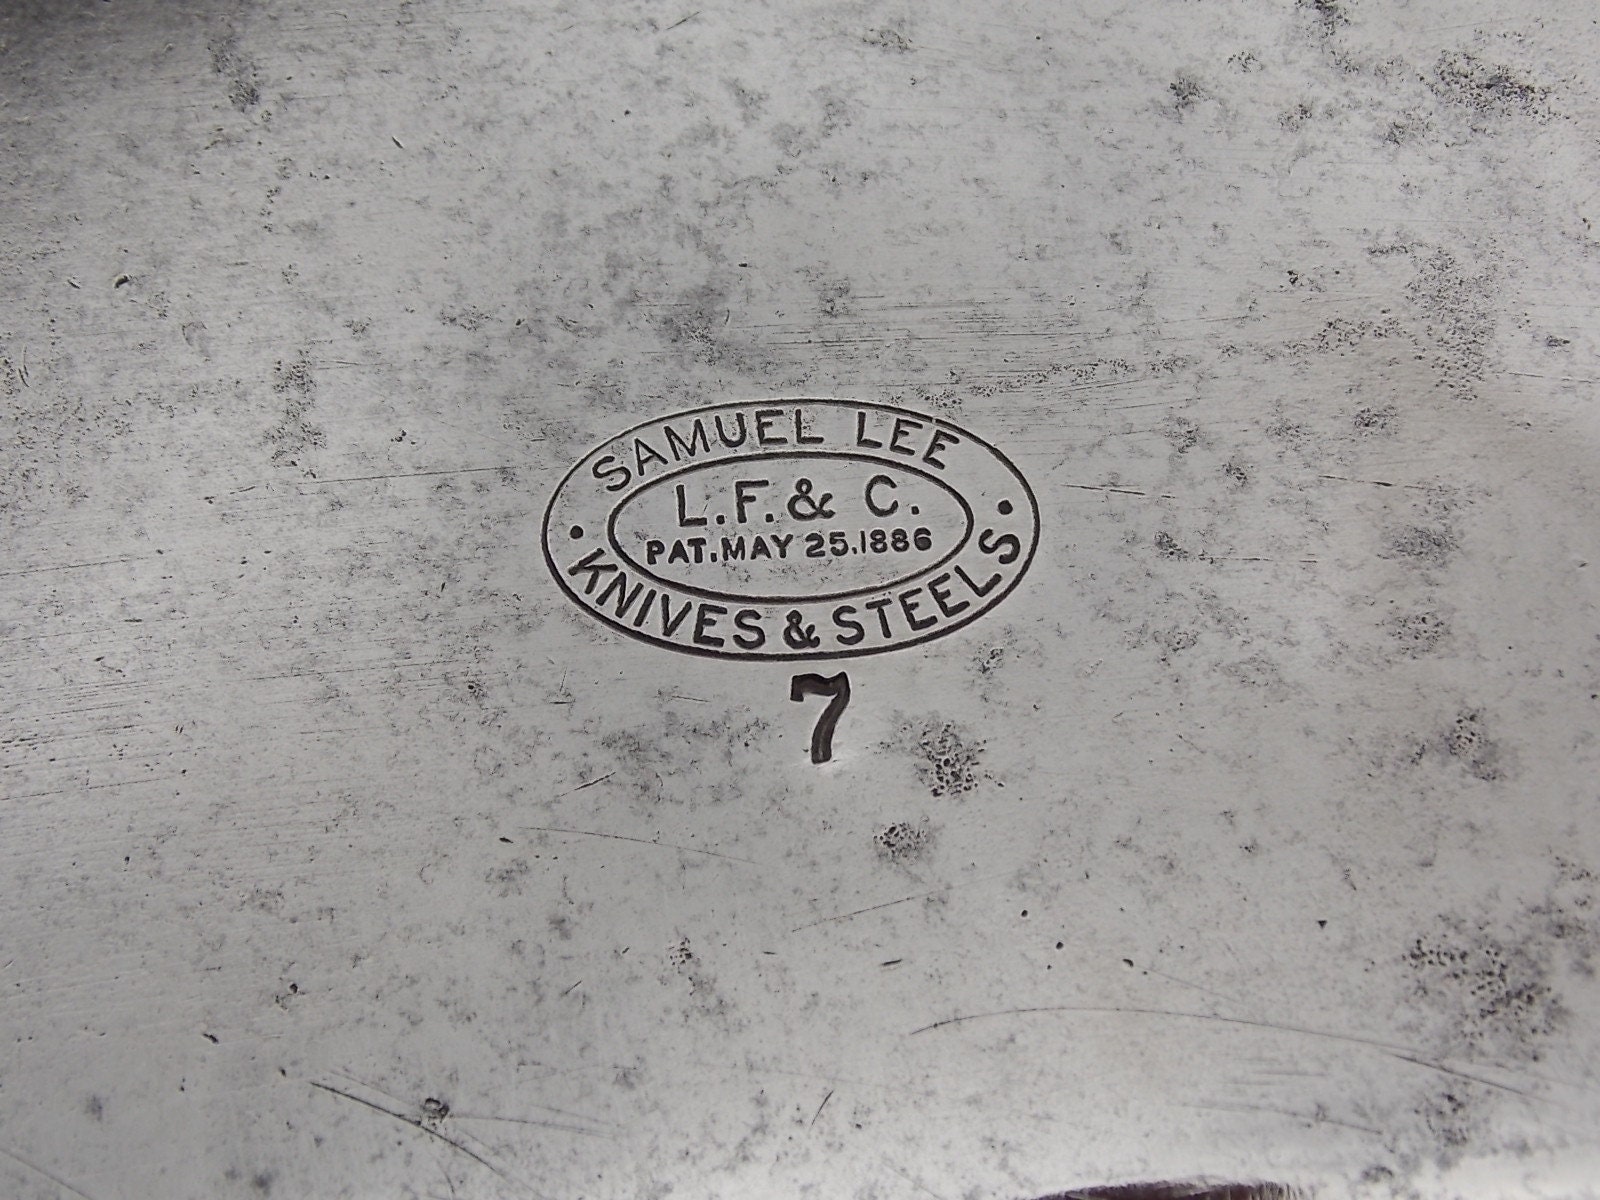 SAMUEL LEE
L.F. & C.
PAT. MAY 25. 1886
• KNIVES & STEELS •
7